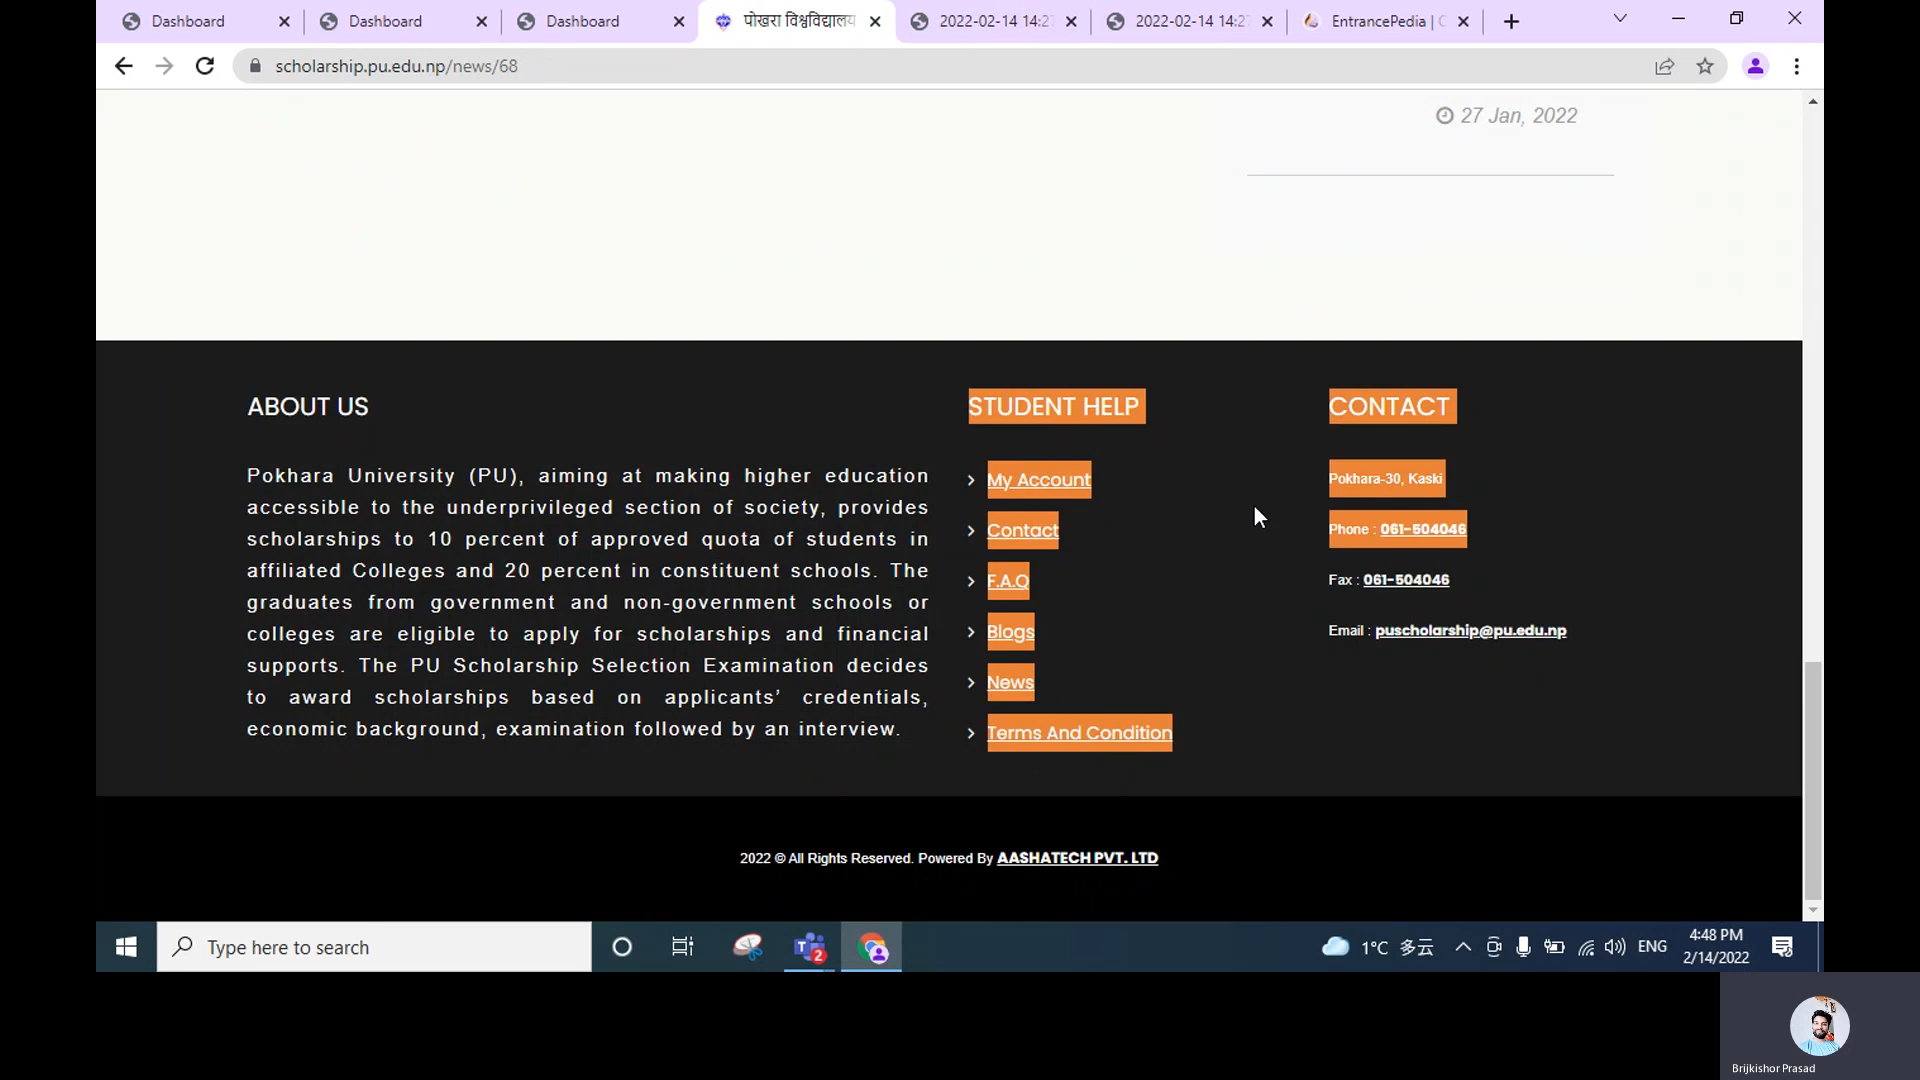 Dashboard
Dashboard
Dashboard
पोखरा विश्वविद्यालय
2022-02-14 14:27
2022-02-14 14:27
EntrancePedia | C
scholarship.pu.edu.np/news/68
27 Jan, 2022
ABOUT US
Pokhara University (PU), aiming at making higher education
accessible to the underprivileged section of society, provides
scholarships to 10 percent of approved quota of students in
affiliated Colleges and 20 percent in constituent schools. The
graduates from government and non-government schools or
colleges are eligible to apply for scholarships and financial
supports. The PU Scholarship Selection Examination decides
to award scholarships based on applicants’ credentials,
economic background, examination followed by an interview.
STUDENT HELP
My Account
Contact
F.A.Q
Blogs
News
Terms And Condition
CONTACT
Pokhara-30, Kaski
Phone : 061-504046
Fax : 061-504046
Email : puscholarship@pu.edu.np
2022 © All Rights Reserved. Powered By AASHATECH PVT. LTD
Type here to search
2
1°C 多云
ENG
4:48 PM
2/14/2022
Brijkishor Prasad